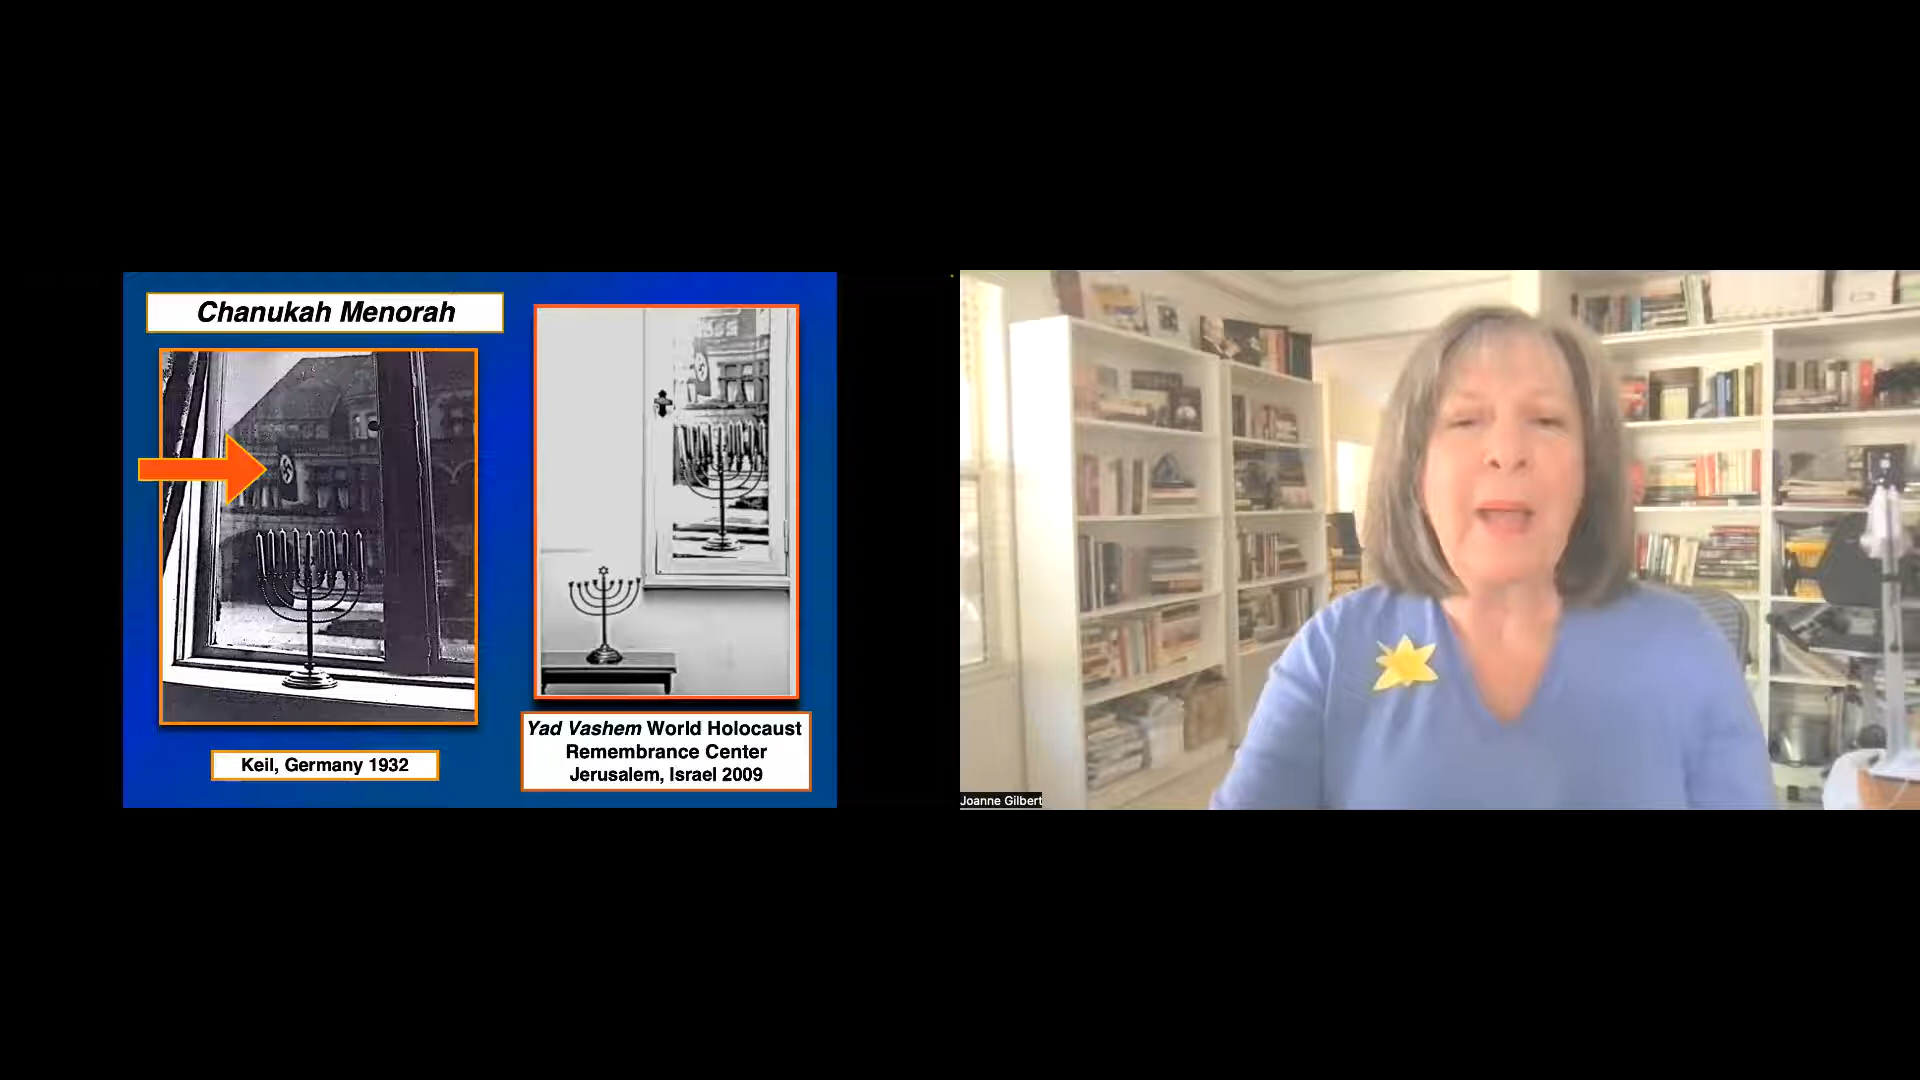 Chanukah Menorah
Keil, Germany 1932
Yad Vashem World Holocaust
Remembrance Center
Jerusalem, Israel 2009
Joanne Gilbert